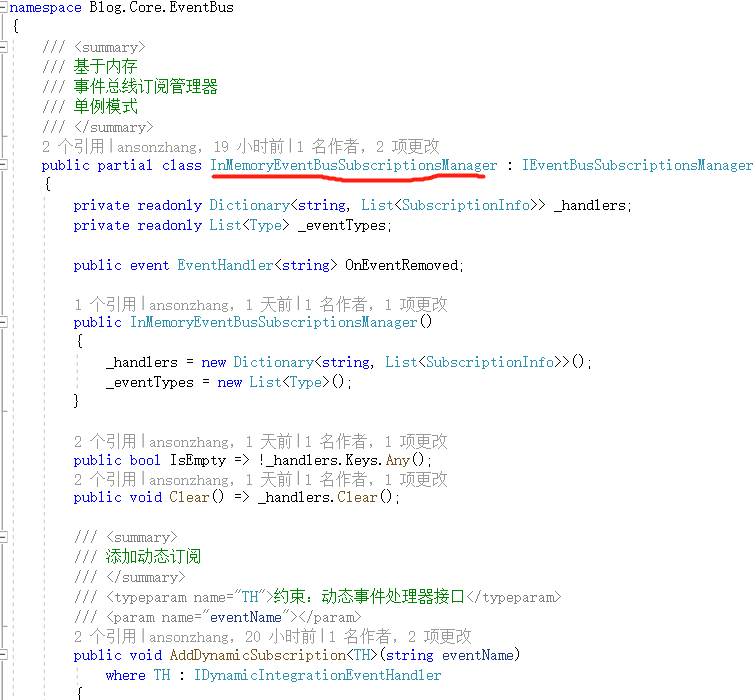 namespace Blog.Core.EventBus
{
/// <summary>
/// 基于内存
/// 事件总线订阅管理器
/// 单例模式
/// </summary>
2 个引用|ansonzhang，19 小时前|1 名作者，2 项更改
public partial class InMemoryEventBusSubscriptionsManager : IEventBusSubscriptionsManager
{
private readonly Dictionary<string, List<SubscriptionInfo>> _handlers;
private readonly List<Type> _eventTypes;
public event EventHandler<string> OnEventRemoved;
1 个引用|ansonzhang，1 天前|1 名作者，1 项更改
public InMemoryEventBusSubscriptionsManager()
{
_handlers = new Dictionary<string, List<SubscriptionInfo>>();
_eventTypes = new List<Type>();
}
2 个引用|ansonzhang，1 天前|1 名作者，1 项更改
public bool IsEmpty => !_handlers.Keys.Any();
2 个引用|ansonzhang，1 天前|1 名作者，1 项更改
public void Clear() => _handlers.Clear();
/// <summary>
/// 添加动态订阅
/// </summary>
/// <typeparam name="TH">约束：动态事件处理器接口</typeparam>
/// <param name="eventName"></param>
2 个引用|ansonzhang，20 小时前|1 名作者，2 项更改
public void AddDynamicSubscription<TH>(string eventName)
where TH : IDynamicIntegrationEventHandler
{